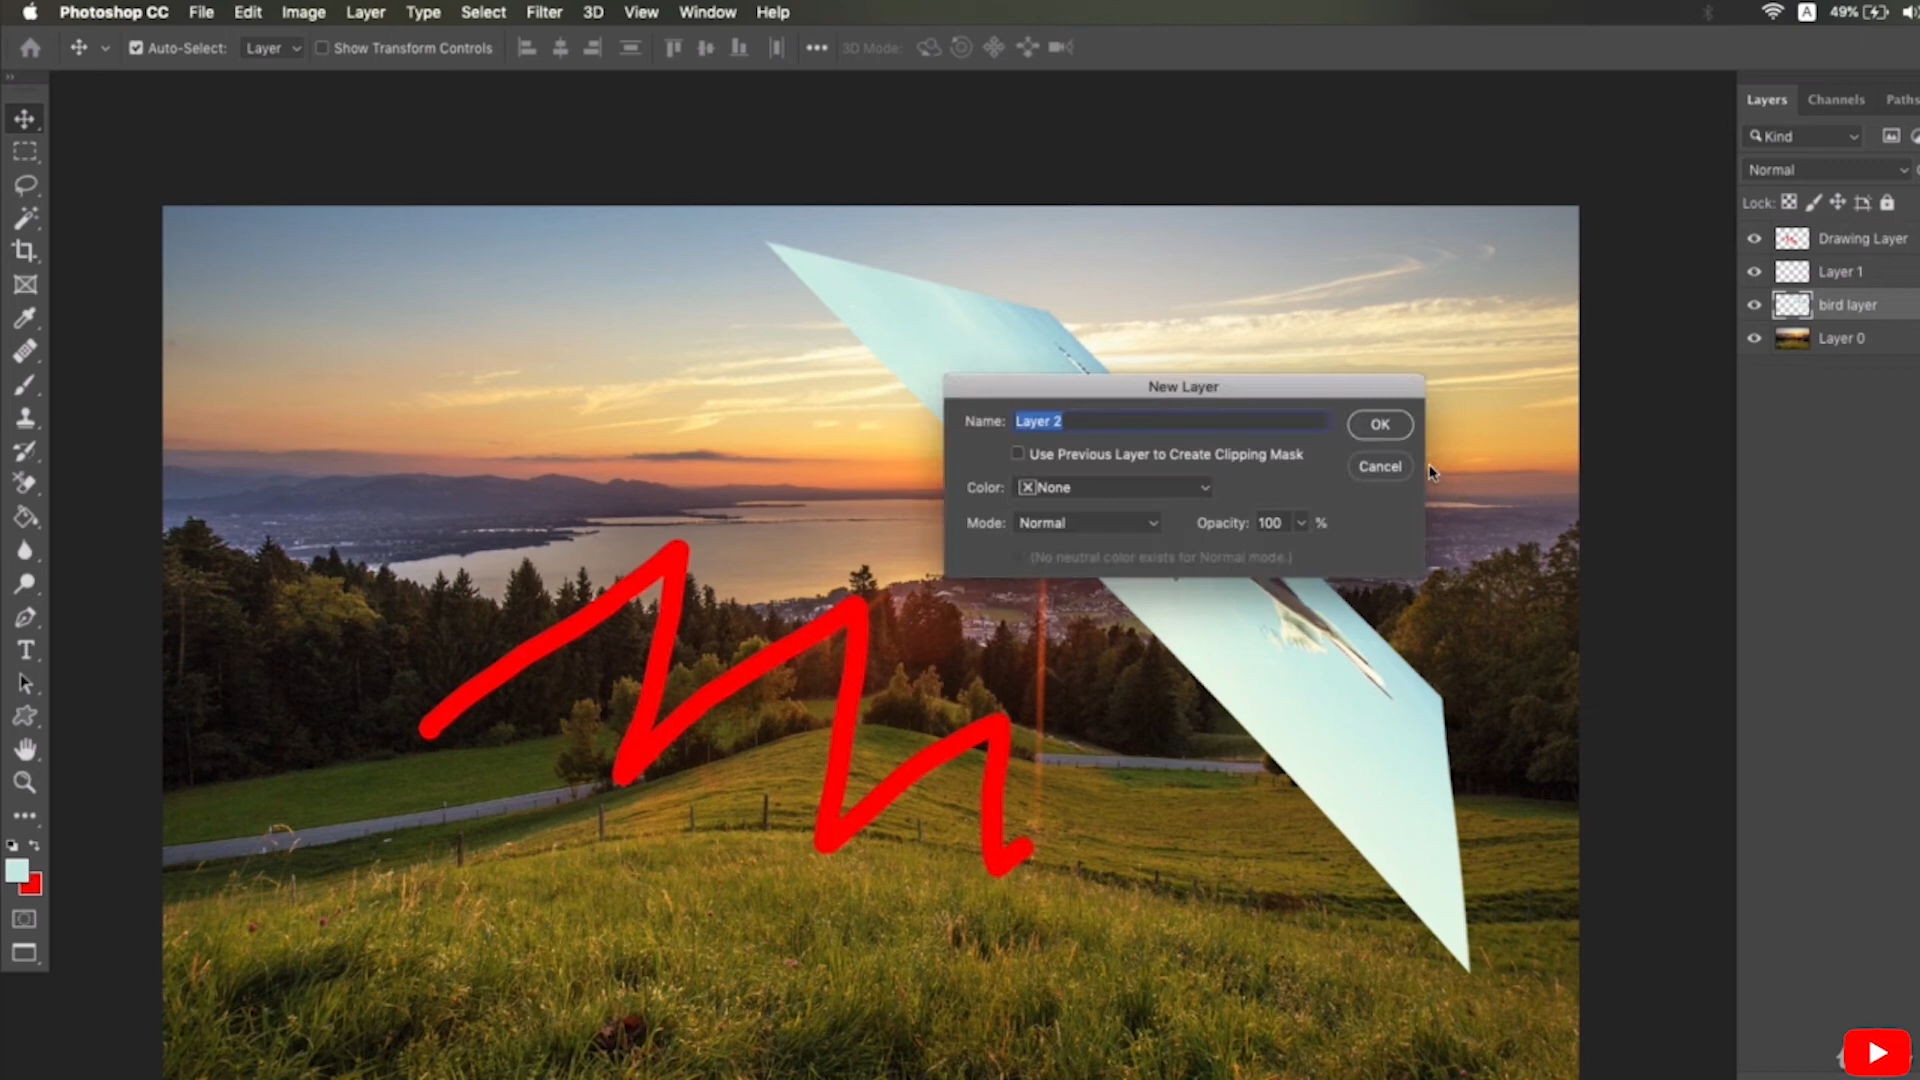 Photoshop CC File Edit Image Layer Type Select Filter 3D View Window Help A 49%
Auto-Select: Layer Show Transform Controls 3D Mode:
Layers Channels Paths
Kind
Normal
Lock:
Drawing Layer
Layer 1
bird layer
Layer 0
New Layer
Name: Layer 2 OK
Use Previous Layer to Create Clipping Mask
Cancel
Color: None
Mode: Normal Opacity: 100 %
(No neutral color exists for Normal mode.)
T